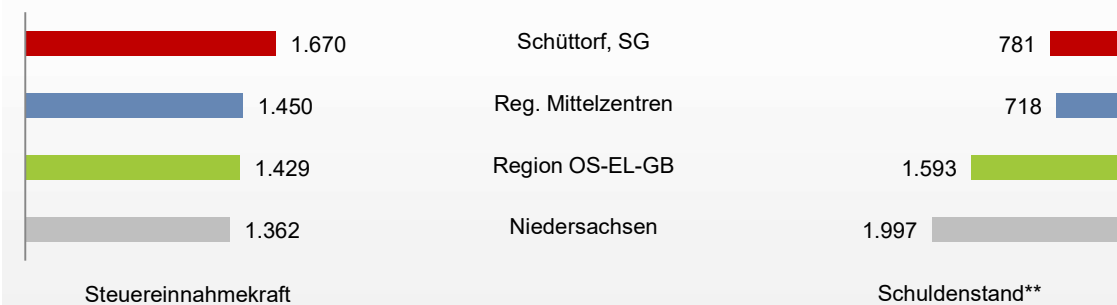 1.670 Schüttorf, SG 781
1.450 Reg. Mittelzentren 718
1.429 Region OS-EL-GB 1.593
1.362 Niedersachsen 1.997
Steuereinnahmekraft Schuldenstand**